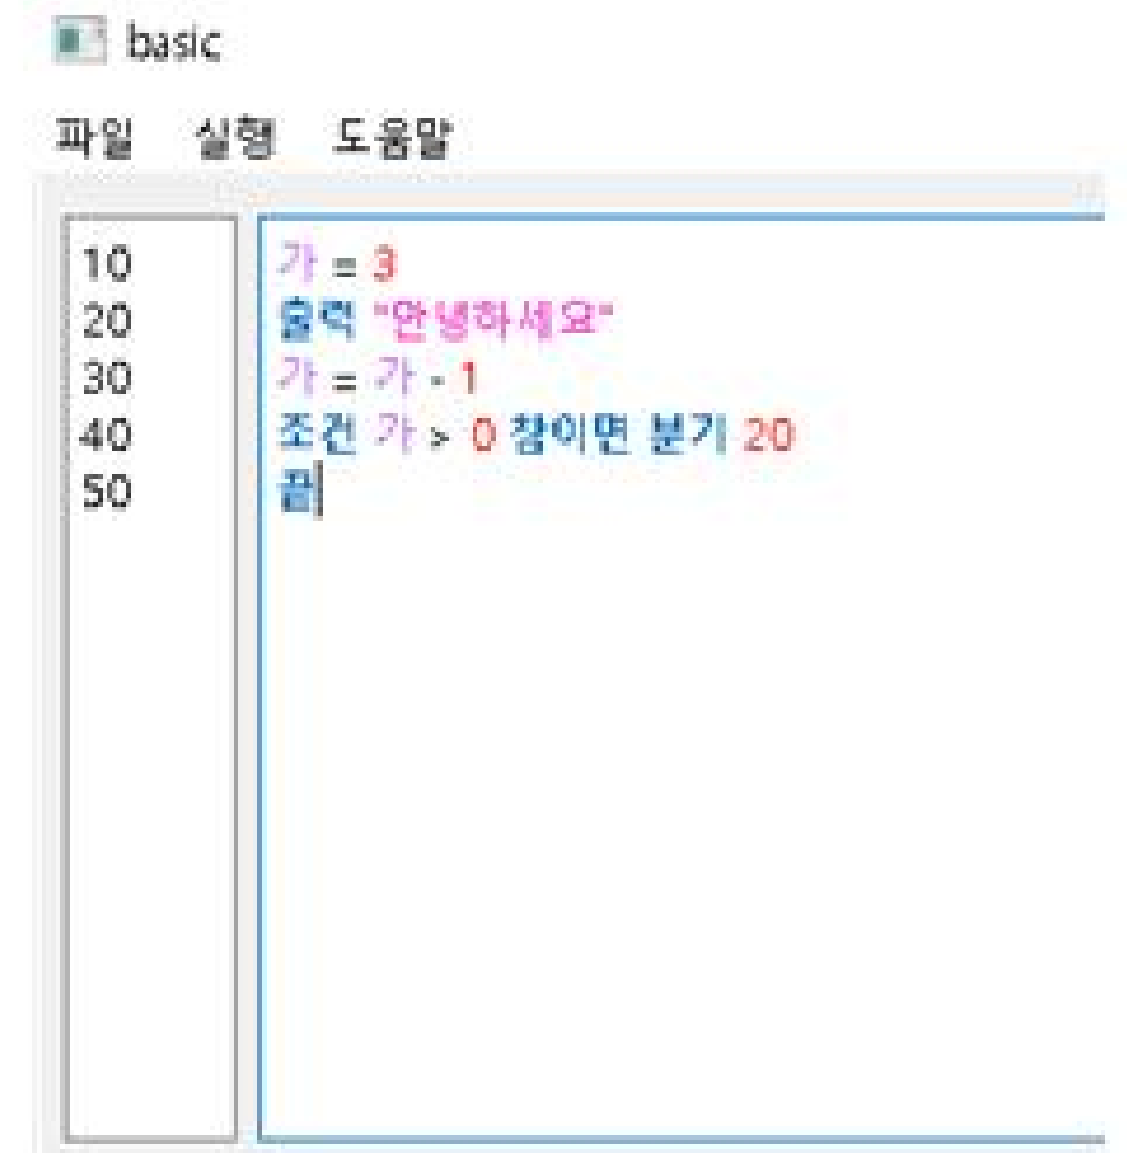 basic
파일 실행 도움말
10 가 = 3
20 출력 "안녕하세요"
30 가 = 가 - 1
40 조건 가 > 0 참이면 분기 20
50 끝